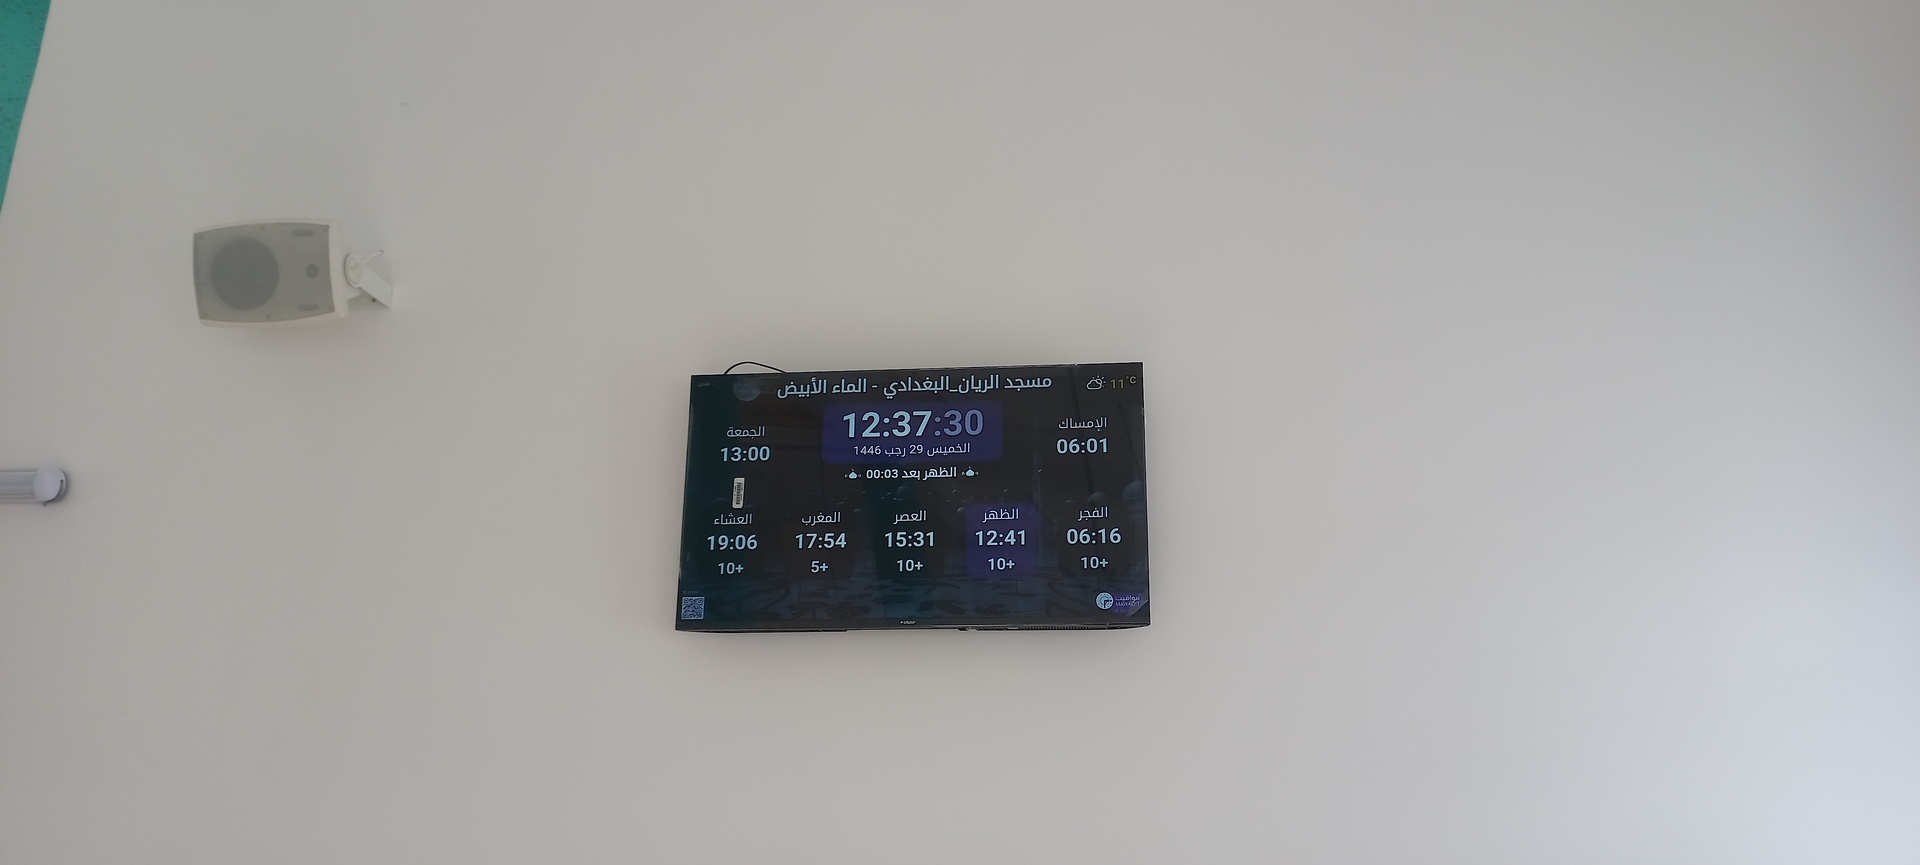 مسجد الريان_البغدادي - الماء الأبيض
11°C
12:37:30
الخميس 29 رجب 1446
الظهر بعد 00:03
الإمساك
06:01
الجمعة
13:00
الفجر
06:16
10+
الظهر
12:41
10+
العصر
15:31
10+
المغرب
17:54
5+
العشاء
19:06
10+
مواقيت
MAWAQIT